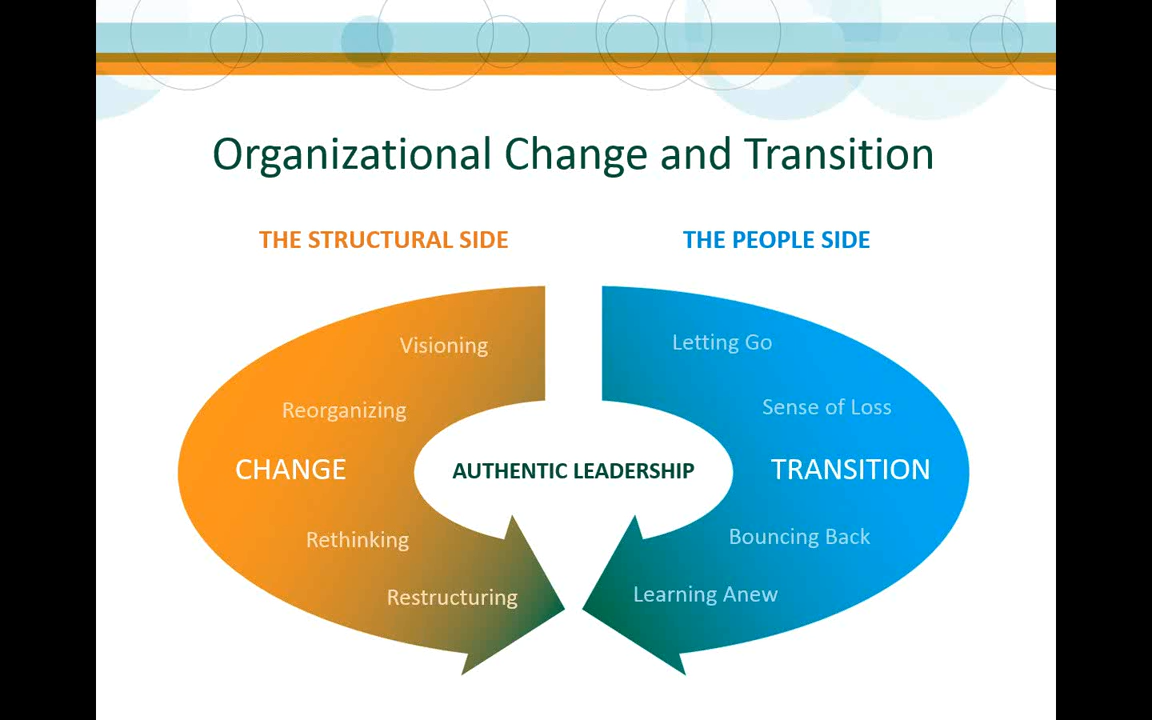 Organizational Change and Transition
THE STRUCTURAL SIDE
Visioning
Reorganizing
CHANGE
Rethinking
Restructuring
AUTHENTIC LEADERSHIP
THE PEOPLE SIDE
Letting Go
Sense of Loss
TRANSITION
Bouncing Back
Learning Anew